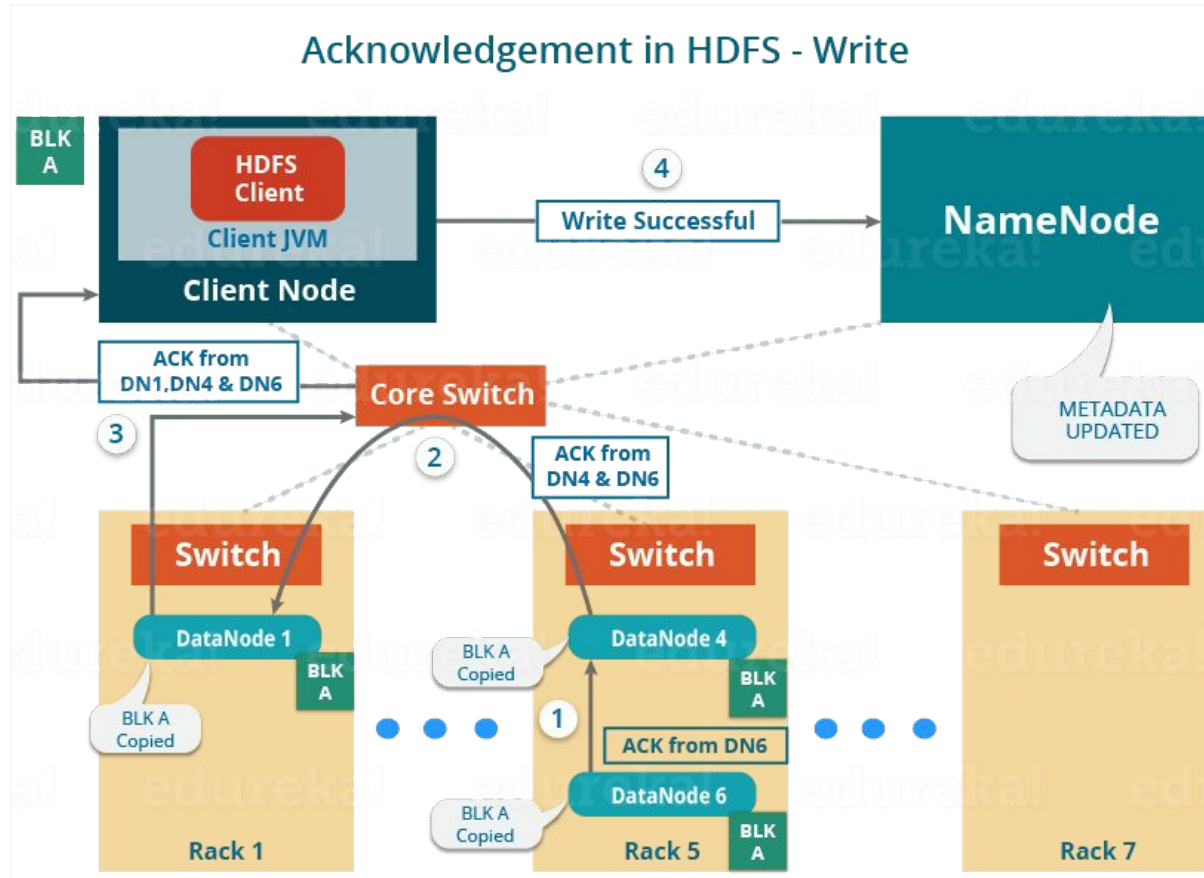 Acknowledgement in HDFS - Write
BLK
A
HDFS
Client
Client JVM
Client Node
4
Write Successful
NameNode
ACK from
DN1,DN4 & DN6
Core Switch
METADATA
UPDATED
3
2
ACK from
DN4 & DN6
Switch
Switch
Switch
DataNode 1
DataNode 4
BLK A
Copied
BLK
A
BLK
A
BLK A
Copied
1
ACK from DN6
DataNode 6
BLK A
Copied
BLK
A
Rack 1
Rack 5
Rack 7
edureka!